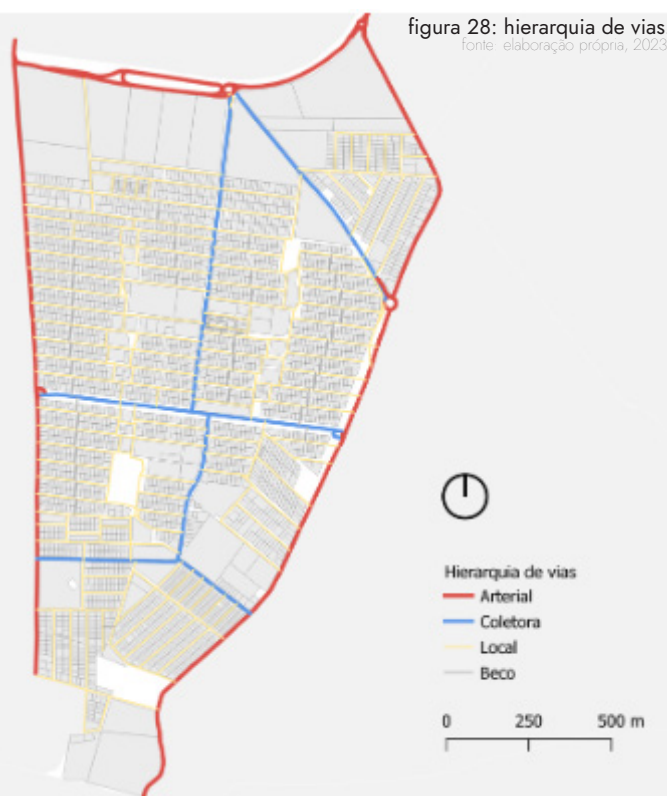 figura 28: hierarquia de vias
fonte: elaboração própria, 2023
Hierarquia de vias
Arterial
Coletora
Local
Beco
0 250 500 m